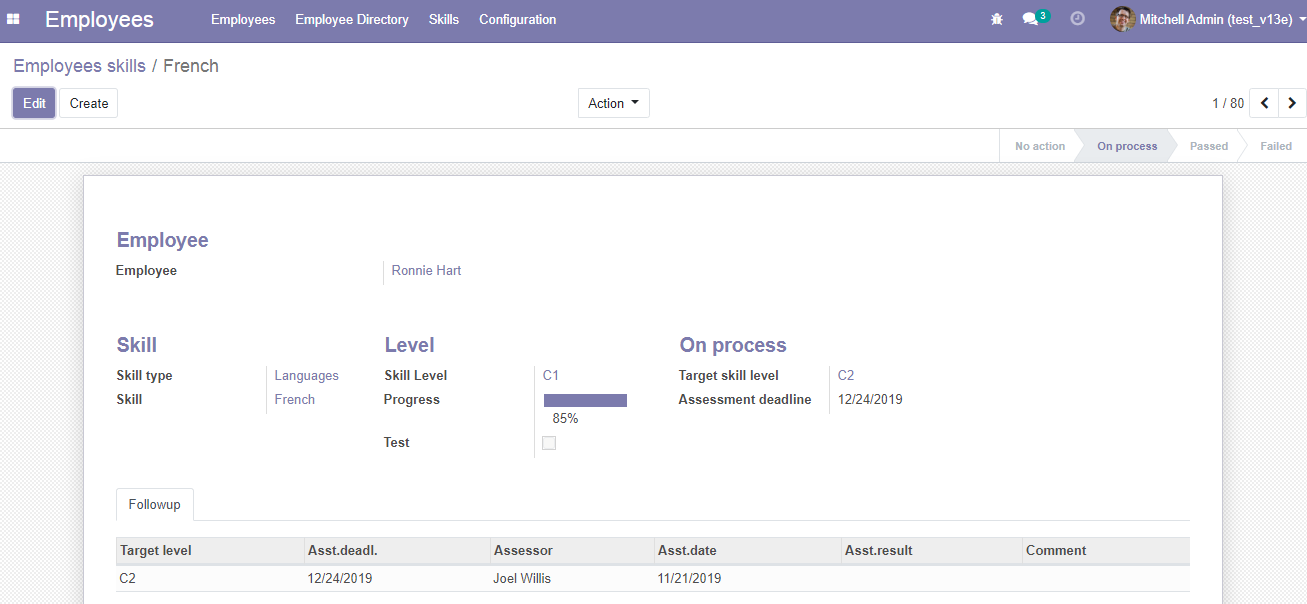 Employees Employees Employee Directory Skills Configuration 3 Mitchell Admin (test_v13e)
Employees skills / French
Edit Create Action 1 / 80
No action On process Passed Failed
Employee
Employee Ronnie Hart
Skill Level On process
Skill type Languages Skill Level C1 Target skill level C2
Skill French Progress Assessment deadline 12/24/2019
85%
Test
Followup
Target level Asst.deadl. Assessor Asst.date Asst.result Comment
C2 12/24/2019 Joel Willis 11/21/2019